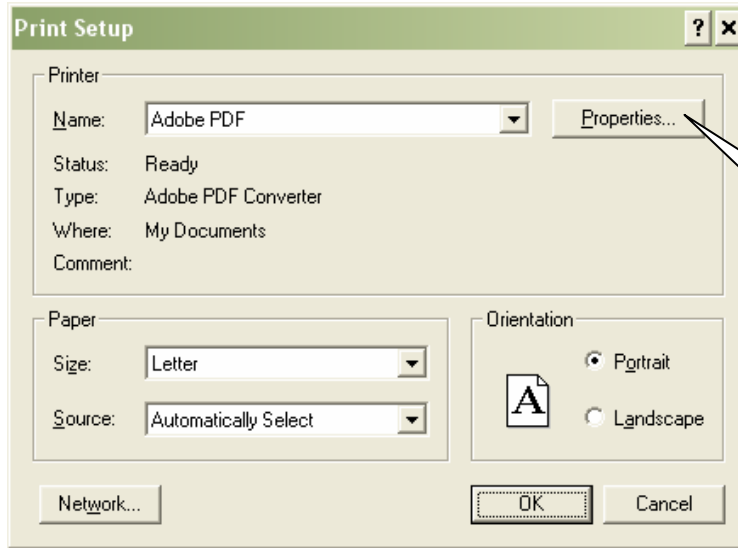 Print Setup
Printer
Name: Adobe PDF Properties...
Status: Ready
Type: Adobe PDF Converter
Where: My Documents
Comment:
Paper
Size: Letter
Source: Automatically Select
Orientation
A
Portrait
Landscape
Network... OK Cancel